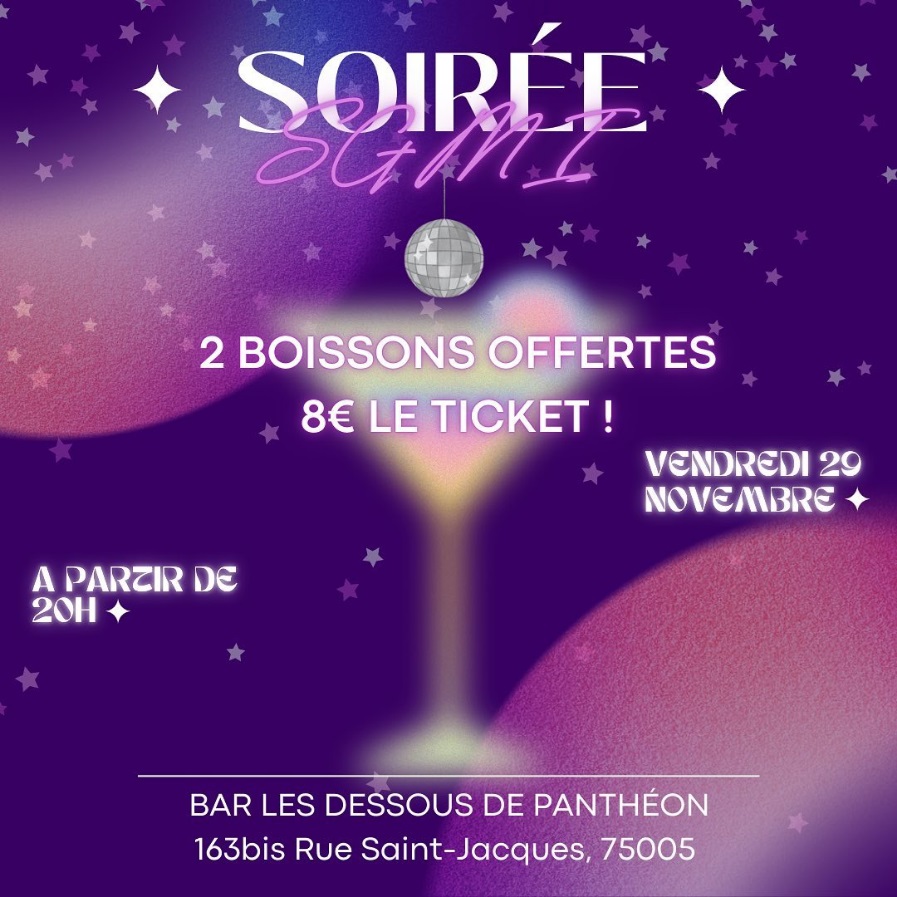 SOIRÉE
SGMI
2 BOISSONS OFFERTES
8€ LE TICKET !
VENDREDI 29
NOVEMBRE
A PARTIR DE
20H
BAR LES DESSOUS DE PANTHÉON
163bis Rue Saint-Jacques, 75005